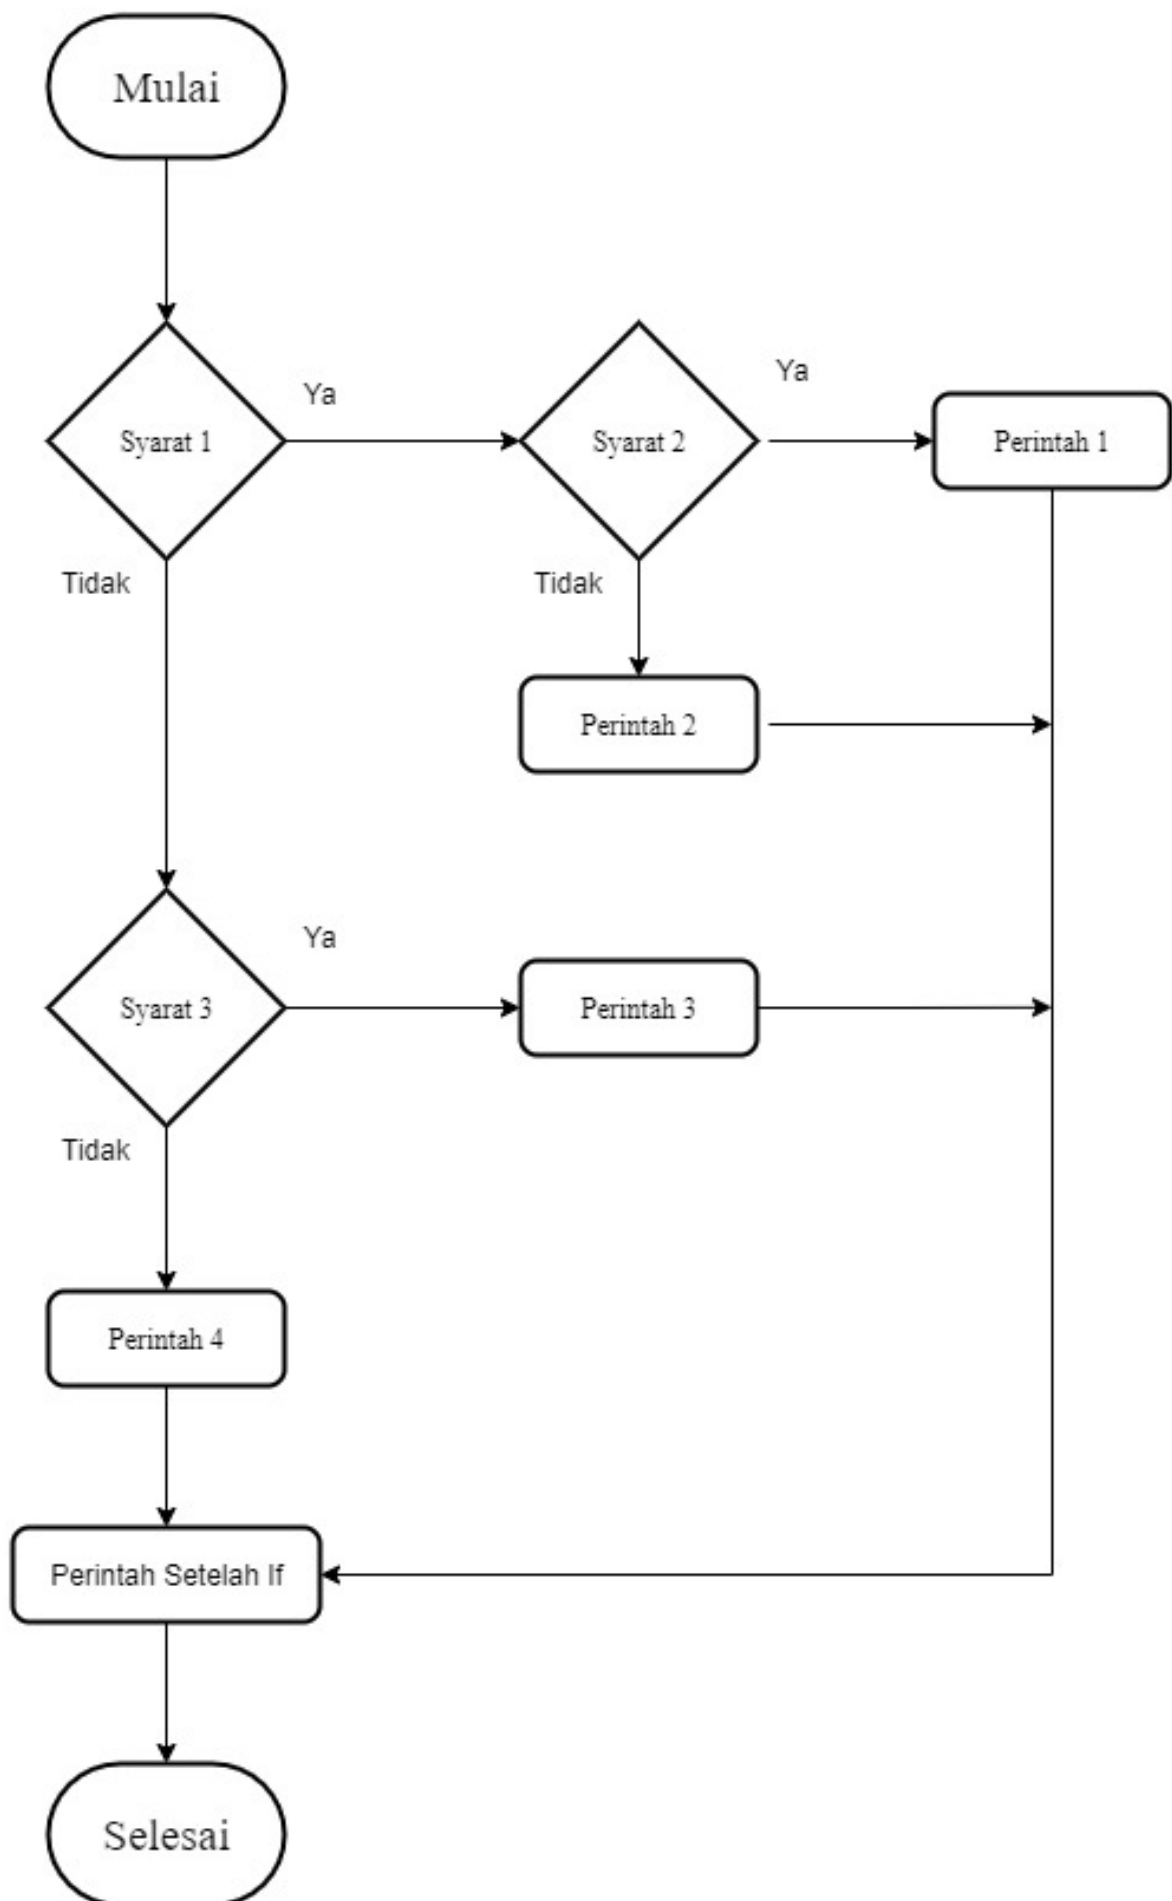 Mulai
Ya
Ya
Syarat 1
Syarat 2
Perintah 1
Tidak
Tidak
Perintah 2
Ya
Syarat 3
Perintah 3
Tidak
Perintah 4
Perintah Setelah If
Selesai